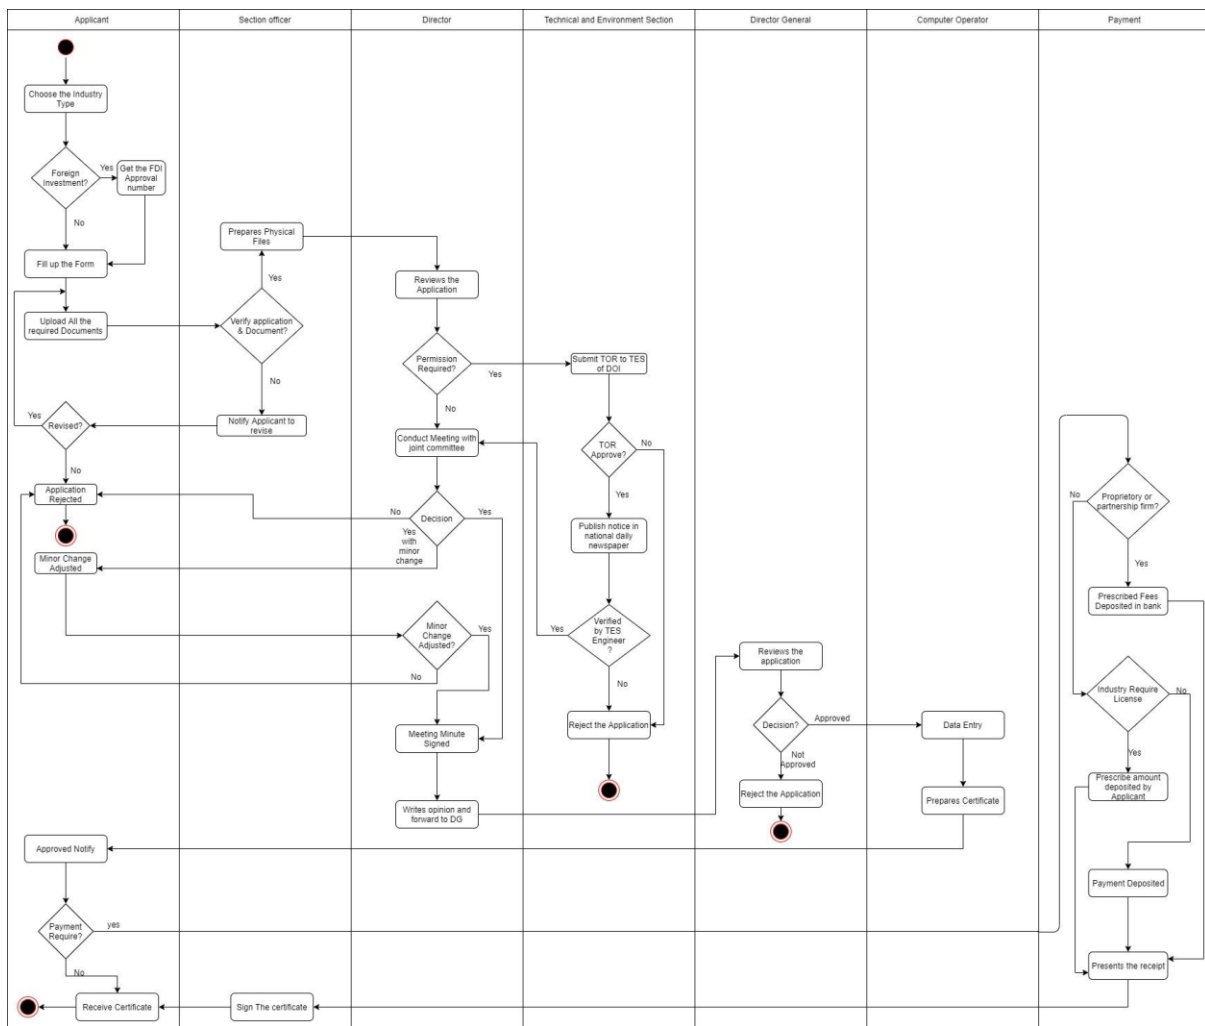 Applicant
Section officer
Director
Technical and Environment Section
Director General
Computer Operator
Payment
Choose the Industry
Type
Foreign
Investment?
Yes
Get the FDI
Approval
number
No
Fill up the Form
Upload All the
required Documents
Prepares Physical
Files
Yes
Verify application
& Document?
No
Notify Applicant to
revise
Yes
Revised?
No
Application
Rejected
Minor Change
Adjusted
Reviews the
Application
Permission
Required?
Yes
No
Conduct Meeting with
joint committee
No
Decision
Yes
Yes
with
minor
change
Minor
Change
Adjusted?
Yes
No
Meeting Minute
Signed
Writes opinion and
forward to DG
Submit TOR to TES
of DOI
TOR
Approve?
No
Yes
Publish notice in
national daily
newspaper
Yes
Verified
by TES
Engineer
?
No
Reject the Application
Reviews the
application
Decision?
Approved
Not
Approved
Reject the Application
Data Entry
Prepares Certificate
No
Proprietory or
partnership firm?
Yes
Prescribed Fees
Deposited in bank
Industry Require
License
No
Yes
Prescribe amount
deposited by
Applicant
Payment Deposited
Presents the receipt
Approved Notify
Payment
Require?
yes
No
Receive Certificate
Sign The certificate